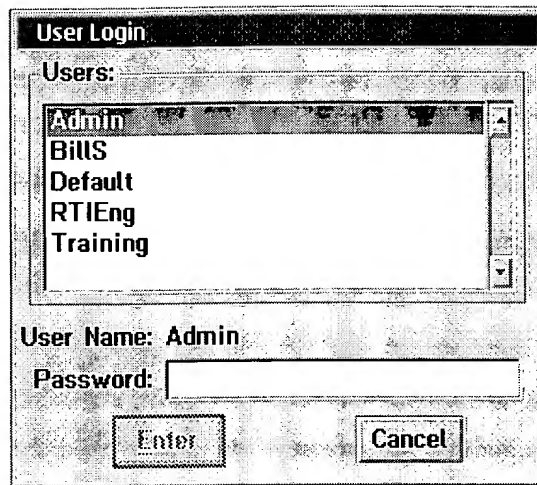 User Login
Users:
Admin
BillS
Default
RTIEng
Training
User Name: Admin
Password:
Enter
Cancel